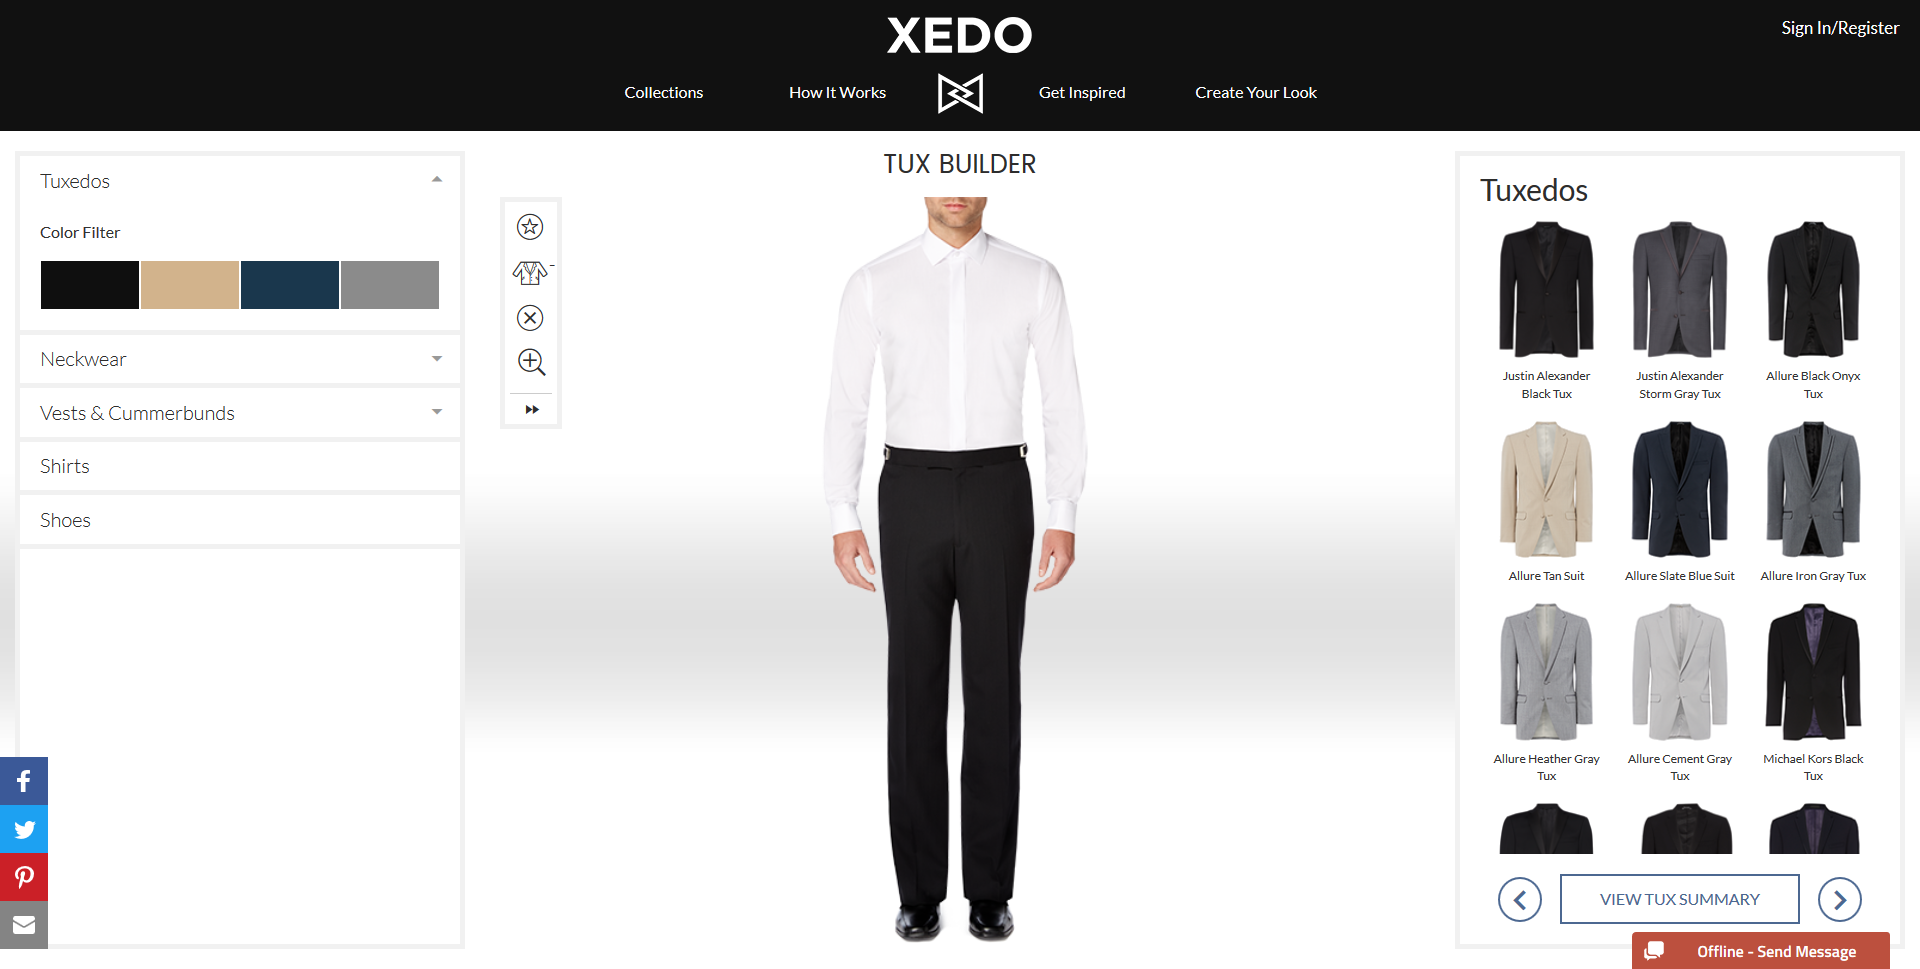 XEDO
Sign In/Register
Collections
How It Works
Get Inspired
Create Your Look
Tuxedos
Color Filter
Neckwear
Vests & Cummerbunds
Shirts
Shoes
TUX BUILDER
Tuxedos
Justin Alexander
Black Tux
Justin Alexander
Storm Gray Tux
Allure Black Onyx
Tux
Allure Tan Suit
Allure Slate Blue Suit
Allure Iron Gray Tux
Allure Heather Gray
Tux
Allure Cement Gray
Tux
Michael Kors Black
Tux
VIEW TUX SUMMARY
Offline - Send Message